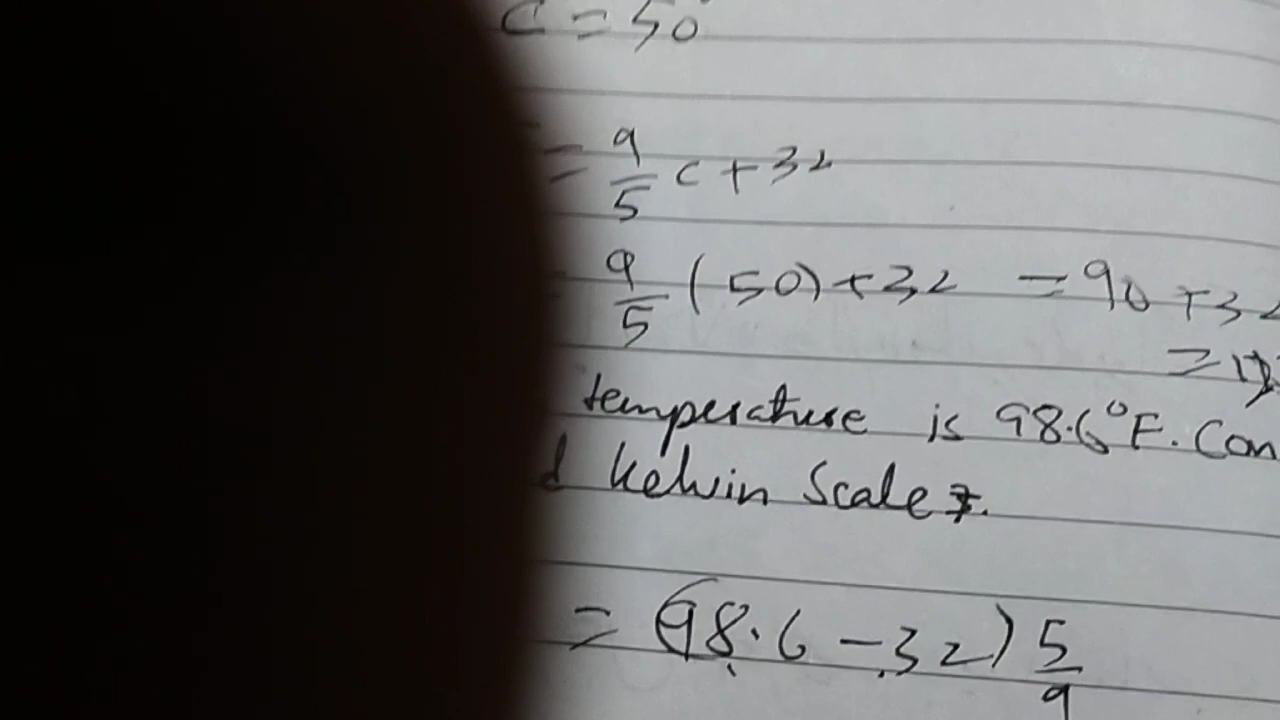 C = 50°
= 9/5 C + 32
= 9/5 (50) + 32 = 90 + 32
=
temperature is 98.6°F. Con
d Kelvin Scale.
= (98.6 - 32) 5/9